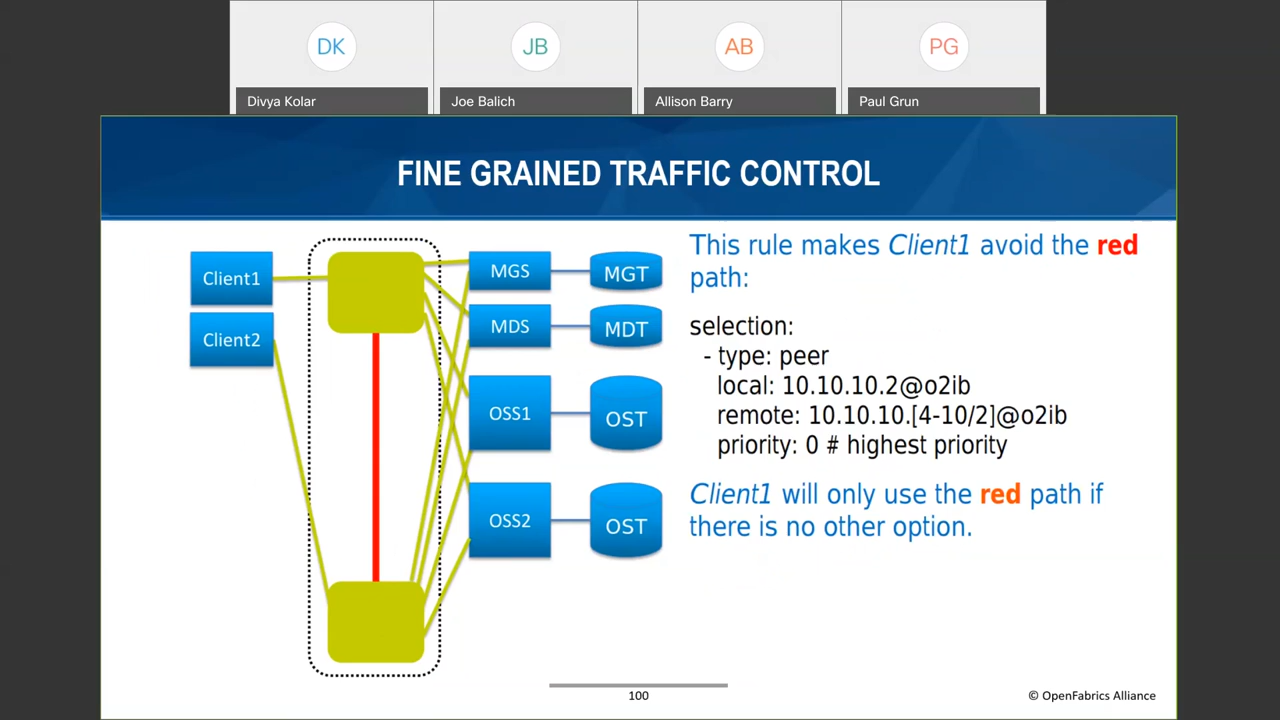 DK
JB
AB
PG
Divya Kolar
Joe Balich
Allison Barry
Paul Grun
FINE GRAINED TRAFFIC CONTROL
Client1
Client2
MGS
MGT
MDS
MDT
OSS1
OST
OSS2
OST
This rule makes Client1 avoid the red
path:
selection:
- type: peer
local: 10.10.10.2@o2ib
remote: 10.10.10.[4-10/2]@o2ib
priority: 0 # highest priority
Client1 will only use the red path if
there is no other option.
100
© OpenFabrics Alliance